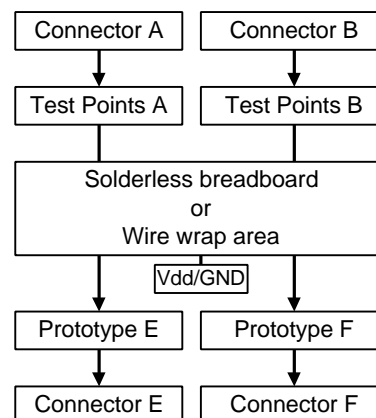 Connector A
Connector B
Test Points A
Test Points B
Solderless breadboard
or
Wire wrap area
Vdd/GND
Prototype E
Prototype F
Connector E
Connector F